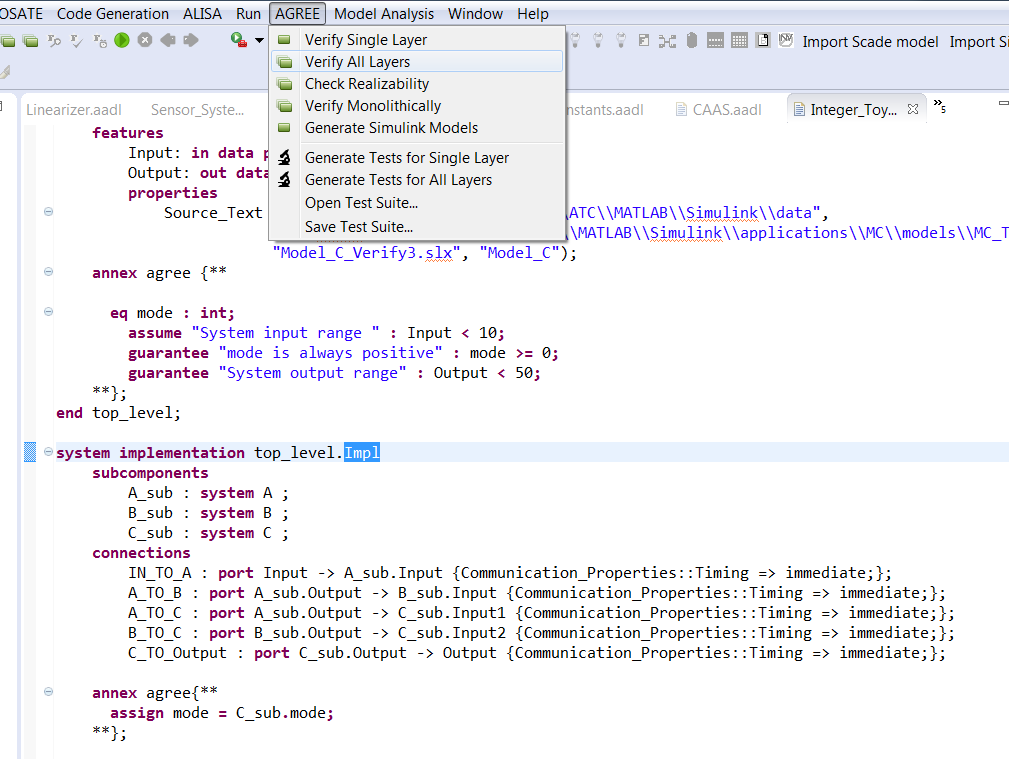 OSATE Code Generation ALISA Run AGREE Model Analysis Window Help
Import Scade model Import Si
Verify Single Layer
Verify All Layers
Check Realizability
Verify Monolithically
Generate Simulink Models
Generate Tests for Single Layer
Generate Tests for All Layers
Open Test Suite...
Save Test Suite...
Linearizer.aadl Sensor_Syste... nstants.aadl CAAS.aadl Integer_Toy... »5
features
Input: in data p
Output: out data
properties
Source_Text ATC\\MATLAB\\Simulink\\data",
\\MATLAB\\Simulink\\applications\\MC\\models\\MC_T
"Model_C_Verify3.slx", "Model_C");
annex agree {**
eq mode : int;
assume "System input range " : Input < 10;
guarantee "mode is always positive" : mode >= 0;
guarantee "System output range" : Output < 50;
**};
end top_level;
system implementation top_level.Impl
subcomponents
A_sub : system A ;
B_sub : system B ;
C_sub : system C ;
connections
IN_TO_A : port Input -> A_sub.Input {Communication_Properties::Timing => immediate;};
A_TO_B : port A_sub.Output -> B_sub.Input {Communication_Properties::Timing => immediate;};
A_TO_C : port A_sub.Output -> C_sub.Input1 {Communication_Properties::Timing => immediate;};
B_TO_C : port B_sub.Output -> C_sub.Input2 {Communication_Properties::Timing => immediate;};
C_TO_Output : port C_sub.Output -> Output {Communication_Properties::Timing => immediate;};
annex agree{**
assign mode = C_sub.mode;
**};